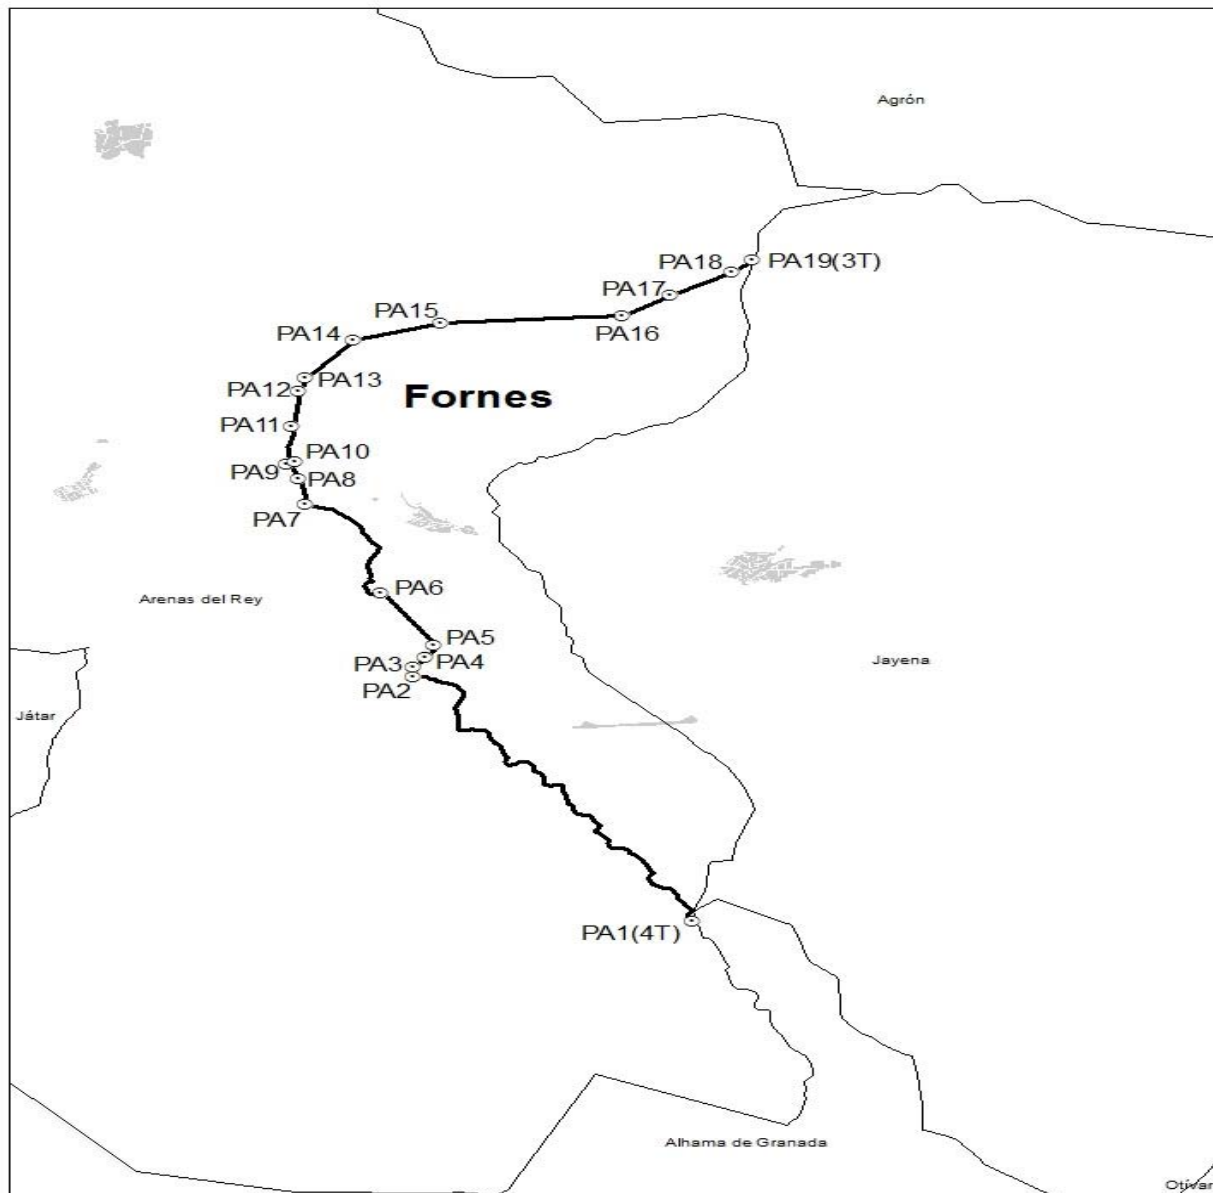 Agrón
PA19(3T)
PA18
PA17
PA15
PA16
PA14
PA13
PA12
Fornes
PA11
PA10
PA9
PA8
PA7
PA6
Arenas del Rey
PA5
PA4
PA3
Jayena
PA2
Játar
PA1(4T)
Alhama de Granada
Otívar